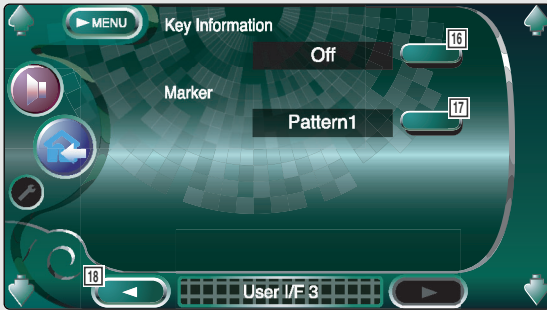 MENU
Key Information
16
Off
Marker
17
Pattern1
18
User I/F 3